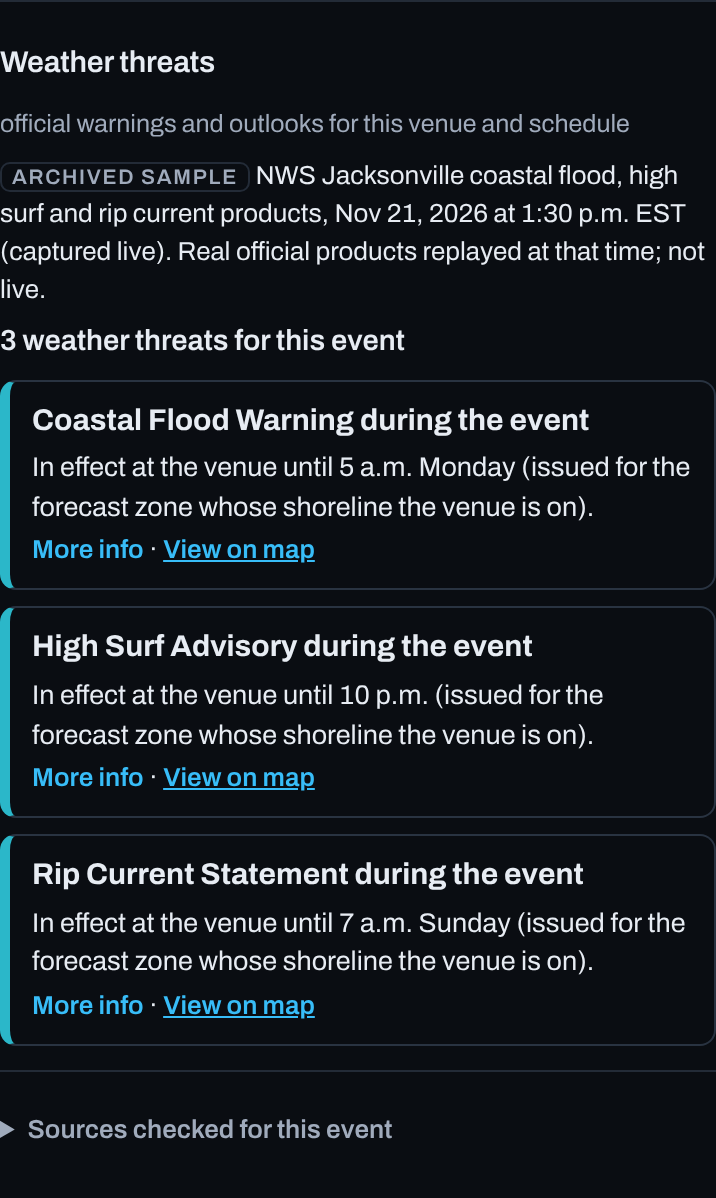 Weather threats
official warnings and outlooks for this venue and schedule
ARCHIVED SAMPLE NWS Jacksonville coastal flood, high
surf and rip current products, Nov 21, 2026 at 1:30 p.m. EST
(captured live). Real official products replayed at that time; not
live.
3 weather threats for this event
Coastal Flood Warning during the event
In effect at the venue until 5 a.m. Monday (issued for the
forecast zone whose shoreline the venue is on).
More info · View on map
High Surf Advisory during the event
In effect at the venue until 10 p.m. (issued for the
forecast zone whose shoreline the venue is on).
More info · View on map
Rip Current Statement during the event
In effect at the venue until 7 a.m. Sunday (issued for the
forecast zone whose shoreline the venue is on).
More info · View on map
Sources checked for this event